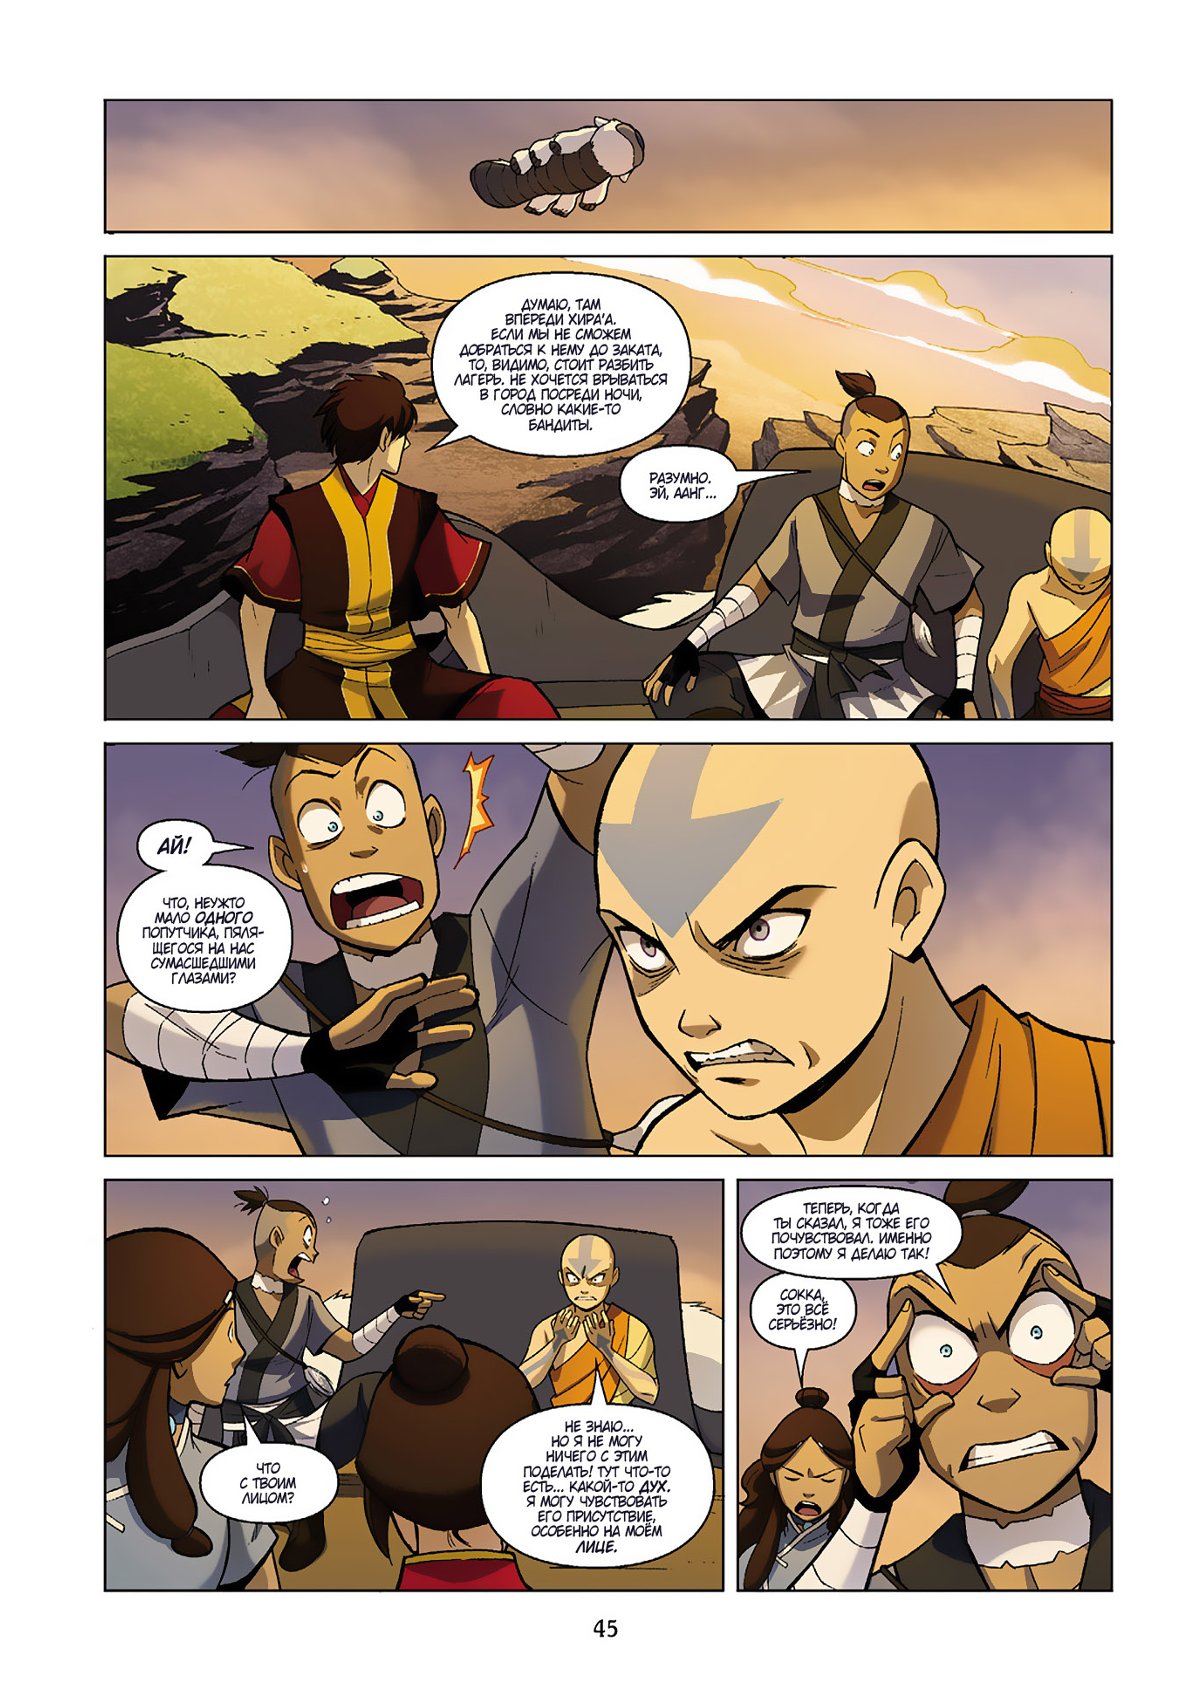 ДУМАЮ, ТАМ
ВПЕРЕДИ ХИРА'А.
ЕСЛИ МЫ НЕ СМОЖЕМ
ДОБРАТЬСЯ К НЕМУ ДО ЗАКАТА,
ТО, ВИДИМО, СТОИТ РАЗБИТЬ
ЛАГЕРЬ. НЕ ХОЧЕТСЯ ВРЫВАТЬСЯ
В ГОРОД ПОСРЕДИ НОЧИ,
СЛОВНО КАКИЕ-ТО
БАНДИТЫ.
РАЗУМНО.
ЭЙ, ААНГ...
АЙ!
ЧТО, НЕУЖТО
МАЛО ОДНОГО
ПОПУТЧИКА, ПЯЛЯ-
ЩЕГОСЯ НА НАС
СУМАСШЕДШИМИ
ГЛАЗАМИ?
ЧТО
С ТВОИМ
ЛИЦОМ?
НЕ ЗНАЮ...
НО Я НЕ МОГУ
НИЧЕГО С ЭТИМ
ПОДЕЛАТЬ! ТУТ ЧТО-ТО
ЕСТЬ... КАКОЙ-ТО ДУХ.
Я МОГУ ЧУВСТВОВАТЬ
ЕГО ПРИСУТСТВИЕ,
ОСОБЕННО НА МОЁМ
ЛИЦЕ.
ТЕПЕРЬ, КОГДА
ТЫ СКАЗАЛ, Я ТОЖЕ ЕГО
ПОЧУВСТВОВАЛ. ИМЕННО
ПОЭТОМУ Я ДЕЛАЮ ТАК!
СОККА,
ЭТО ВСЁ
СЕРЬЁЗНО!
45